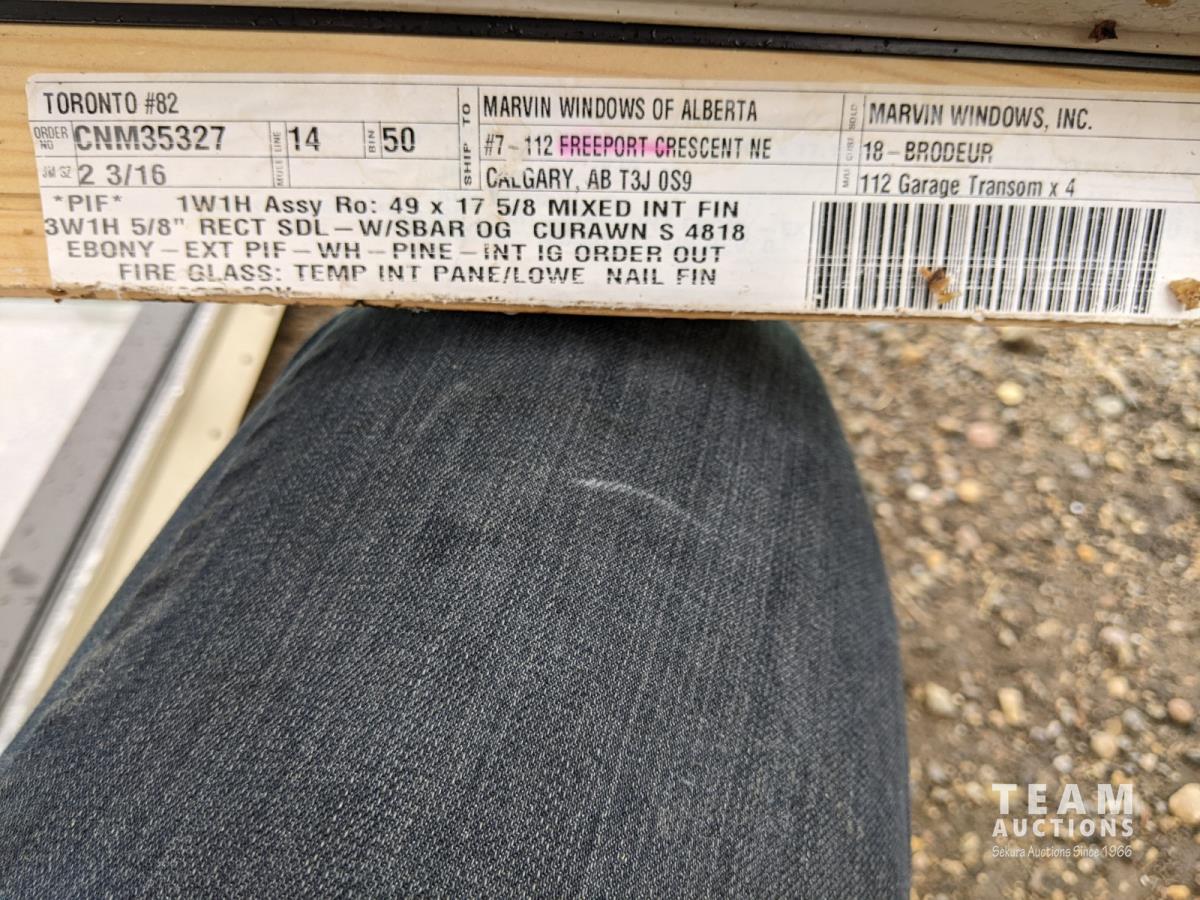 TORONTO #82
ORDER NO CNM35327 MULL LINE 14 BIN 50
JM SZ 2 3/16
SHIP TO
MARVIN WINDOWS OF ALBERTA
#7-112 FREEPORT CRESCENT NE
CALGARY, AB T3J 0S9
MARVIN WINDOWS, INC.
18-BRODEUR
112 Garage Transom x 4
*PIF* 1W1H Assy Ro: 49 x 17 5/8 MIXED INT FIN
3W1H 5/8" RECT SDL-W/SBAR OG CURAWN S 4818
EBONY-EXT PIF-WH-PINE-INT IG ORDER OUT
FIRE GLASS: TEMP INT PANE/LOWE NAIL FIN
TEAM
AUCTIONS
Sekura Auctions Since 1966